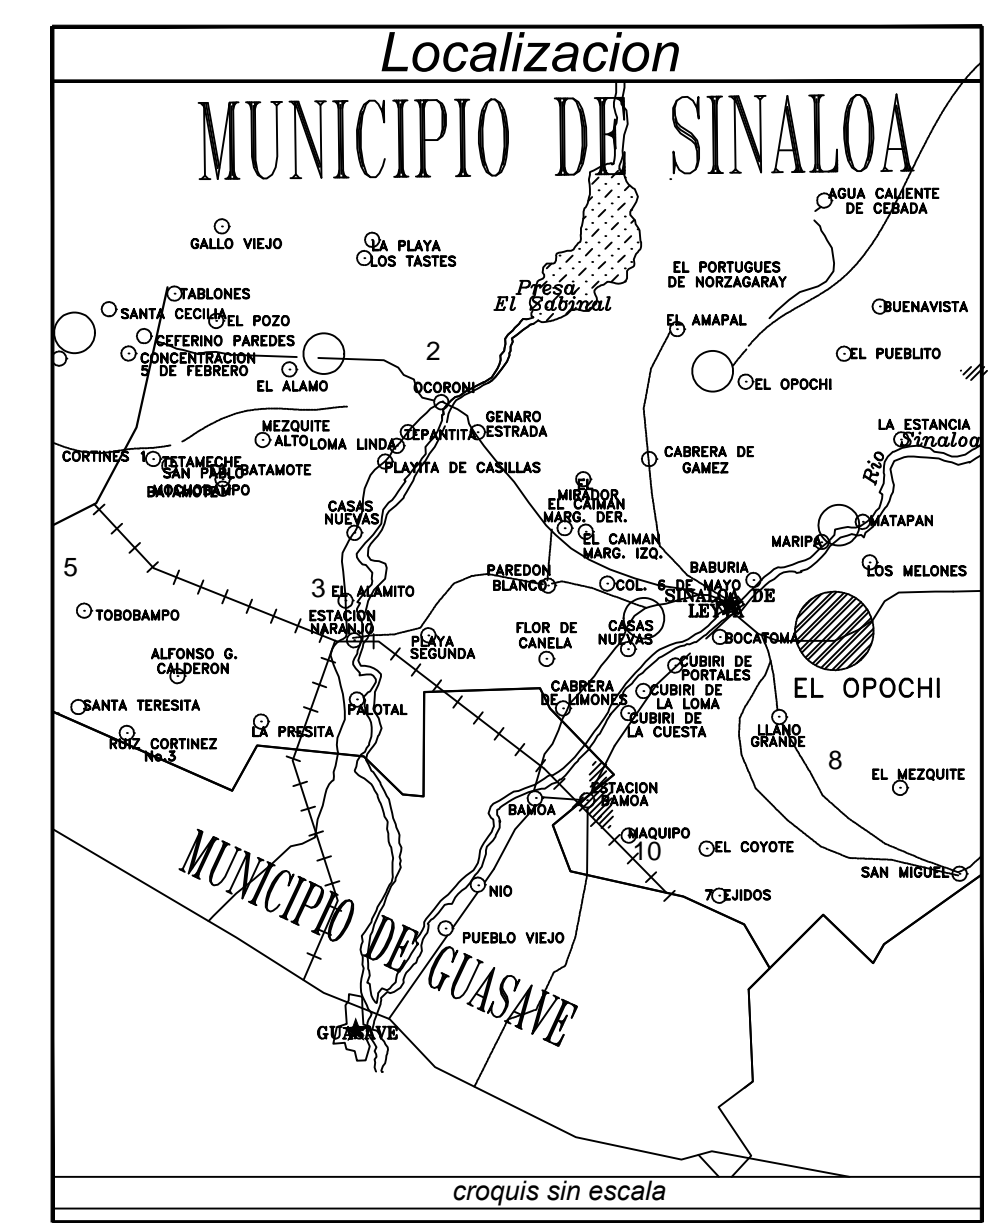 Localizacion
MUNICIPIO DE SINALOA
AGUA CALIENTE
DE CEBADA
GALLO VIEJO
LA PLAYA
LOS TASTES
EL PORTUGUES
DE NORZAGARAY
Presa
El Sabinal
TABLONES
SANTA CECILIA
EL POZO
EL AMAPAL
BUENAVISTA
CEFERINO PAREDES
2
CONCENTRACION
5 DE FEBRERO
EL PUEBLITO
EL ALAMO
OCORONI
EL OPOCHI
MEZQUITE
ALTO
LOMA LINDA
TEPANTITA
GENARO
ESTRADA
LA ESTANCIA
Rio
Sinaloa
CORTINES 1
TETAMECHE
SAN PABLO
EL BATAMOTE
PLAYITA DE CASILLAS
CABRERA DE
GAMEZ
MOCHOBAMPO
CASAS
NUEVAS
EL
MIRADOR
EL CAIMAN
MARG. DER.
EL CAIMAN
MARG. IZQ.
MATAPAN
MARIPA
5
3
EL ALAMITO
PAREDON
BLANCO
COL. 6 DE MAYO
BABURIA
LOS MELONES
SINALOA DE
LEYVA
TOBOBAMPO
ESTACION
NARANJO
PLAYA
SEGUNDA
FLOR DE
CANELA
CASAS
NUEVAS
BOCATOMA
ALFONSO G.
CALDERON
CUBIRI DE
PORTALES
EL OPOCHI
SANTA TERESITA
PALOTAL
CABRERA
DE LIMONES
CUBIRI DE
LA LOMA
CUBIRI DE
LA CUESTA
LLANO
GRANDE
RUIZ CORTINEZ
No.3
LA PRESITA
8
EL MEZQUITE
BAMOA
ESTACION
BAMOA
MAQUIPO
10
EL COYOTE
SAN MIGUEL
7 EJIDOS
NIO
PUEBLO VIEJO
MUNICIPIO DE GUASAVE
GUASAVE
croquis sin escala